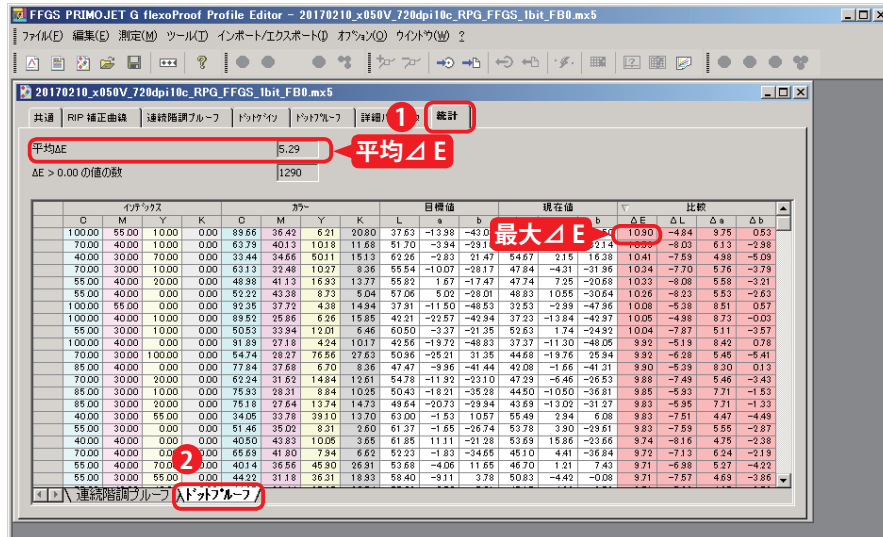 FFGS PRIMOJET G flexoProof Profile Editor - 20170210_x050V_720dpi10c_RPG_FFGS_1bit_FB0.mx5
ファイル(F) 編集(E) 測定(M) ツール(T) インポート/エクスポート(I) オプション(O) ウインドウ(W) ?
20170210_x050V_720dpi10c_RPG_FFGS_1bit_FB0.mx5
共通 RIP 補正曲線 連続階調プルーフ ドットゲイン ドットプルーフ 詳細 1 統計
平均ΔE 5.29 平均⊿E
ΔE > 0.00 の値の数 1290
インデックス カラー 目標値 現在値 比較
C M Y K C M Y K L a b b ΔE ΔL Δa Δb
最大⊿E
100.00 55.00 10.00 0.00 89.66 36.42 6.21 20.80 37.63 -13.98 10.90 -4.84 9.75 0.53
70.00 40.00 10.00 0.00 63.79 40.13 10.18 11.68 51.70 -3.94 -8.03 6.13 -2.98
40.00 30.00 70.00 0.00 33.44 34.66 50.11 15.13 62.26 -2.83 21.47 54.67 2.15 16.38 10.41 -7.59 4.98 -5.09
70.00 30.00 10.00 0.00 63.13 32.48 10.27 8.36 55.54 -10.07 -28.17 47.84 -4.31 -31.96 10.34 -7.70 5.76 -3.79
55.00 40.00 20.00 0.00 48.98 41.13 16.93 13.77 55.82 1.67 -17.47 47.74 7.25 -20.68 10.33 -8.08 5.58 -3.21
55.00 40.00 0.00 0.00 52.22 43.38 8.73 5.04 57.06 5.02 -28.01 48.83 10.55 -30.64 10.26 -8.23 5.53 -2.63
100.00 55.00 0.00 0.00 92.35 37.72 4.38 14.94 37.91 -11.50 -48.53 32.53 -2.99 -47.96 10.08 -5.38 8.51 0.57
100.00 40.00 10.00 0.00 89.52 25.86 6.26 15.85 42.21 -22.57 -42.94 37.23 -13.84 -42.97 10.05 -4.98 8.73 -0.03
55.00 30.00 10.00 0.00 50.53 33.94 12.01 6.46 60.50 -3.37 -21.35 52.63 1.74 -24.92 10.04 -7.87 5.11 -3.57
100.00 40.00 0.00 0.00 91.89 27.18 4.24 10.17 42.56 -19.72 -48.83 37.37 -11.30 -48.05 9.92 -5.19 8.42 0.78
70.00 30.00 100.00 0.00 54.74 28.27 76.56 27.63 50.96 -25.21 31.35 44.68 -19.76 25.94 9.92 -6.28 5.45 -5.41
85.00 40.00 0.00 0.00 77.84 37.68 6.70 8.36 47.47 -9.96 -41.44 42.08 -1.66 -41.31 9.90 -5.39 8.30 0.13
70.00 30.00 20.00 0.00 62.24 31.62 14.84 12.61 54.78 -11.92 -23.10 47.29 -6.46 -26.53 9.88 -7.49 5.46 -3.43
85.00 30.00 10.00 0.00 75.93 28.31 8.84 10.25 50.43 -18.21 -35.28 44.50 -10.50 -36.81 9.85 -5.93 7.71 -1.53
85.00 30.00 20.00 0.00 75.18 27.64 13.74 14.73 49.64 -20.73 -29.94 43.69 -13.02 -31.27 9.83 -5.95 7.71 -1.33
40.00 30.00 55.00 0.00 34.05 33.78 39.10 13.70 63.00 -1.53 10.57 55.49 2.94 6.08 9.83 -7.51 4.47 -4.49
55.00 30.00 0.00 0.00 51.46 35.02 8.31 2.60 61.37 -1.65 -26.74 53.78 3.90 -29.61 9.83 -7.59 5.55 -2.87
40.00 40.00 0.00 0.00 40.50 43.83 10.05 3.65 61.85 11.11 -21.28 53.69 15.86 -23.66 9.74 -8.16 4.75 -2.38
70.00 40.00 0.00 65.69 41.80 7.94 6.62 52.23 -1.83 -34.65 45.10 4.41 -36.84 9.72 -7.13 6.24 -2.19
55.00 40.00 0.00 40.14 36.56 45.90 26.91 53.68 -4.06 11.65 46.70 1.21 7.43 9.71 -6.98 5.27 -4.22
55.00 30.00 55.00 0.00 44.22 31.18 36.31 18.93 58.40 -9.11 3.78 50.83 -4.42 -0.08 9.71 -7.57 4.69 -3.86
2
連続階調プルーフ ドットプルーフ